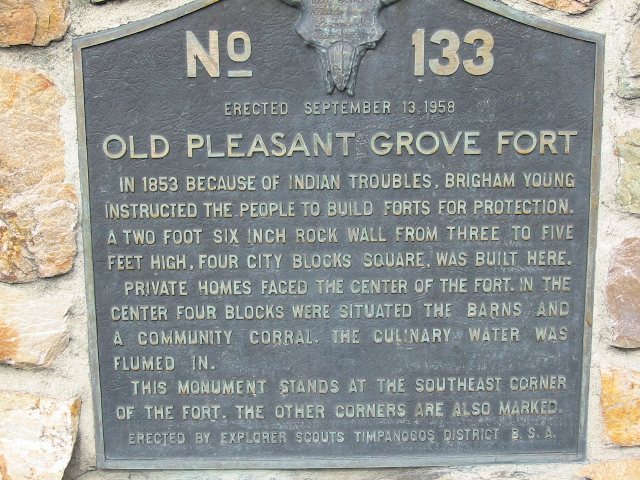 No 133
ERECTED SEPTEMBER 13, 1958
OLD PLEASANT GROVE FORT
IN 1853 BECAUSE OF INDIAN TROUBLES, BRIGHAM YOUNG
INSTRUCTED THE PEOPLE TO BUILD FORTS FOR PROTECTION.
A TWO FOOT SIX INCH ROCK WALL FROM THREE TO FIVE
FEET HIGH, FOUR CITY BLOCKS SQUARE, WAS BUILT HERE.
PRIVATE HOMES FACED THE CENTER OF THE FORT. IN THE
CENTER FOUR BLOCKS WERE SITUATED THE BARNS AND
A COMMUNITY CORRAL. THE CULINARY WATER WAS
FLUMED IN.
THIS MONUMENT STANDS AT THE SOUTHEAST CORNER
OF THE FORT. THE OTHER CORNERS ARE ALSO MARKED.
ERECTED BY EXPLORER SCOUTS TIMPANOGOS DISTRICT B.S.A.